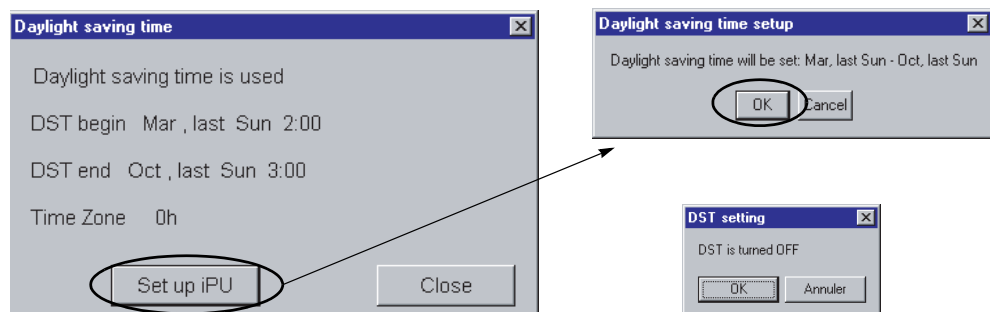 Daylight saving time
Daylight saving time is used
DST begin Mar , last Sun 2:00
DST end Oct , last Sun 3:00
Time Zone 0h
Set up iPU
Close
Daylight saving time setup
Daylight saving time will be set: Mar, last Sun - Oct, last Sun
OK
Cancel
DST setting
DST is turned OFF
OK
Annuler